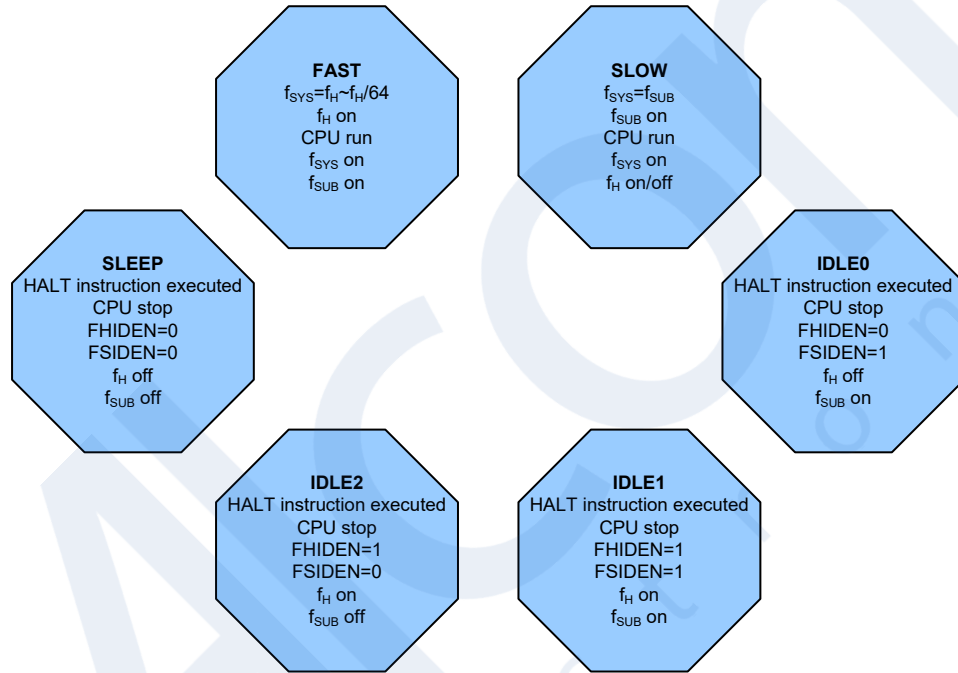 FAST
fSYS=fH~fH/64
fH on
CPU run
fSYS on
fSUB on
SLOW
fSYS=fSUB
fSUB on
CPU run
fSYS on
fH on/off
SLEEP
HALT instruction executed
CPU stop
FHIDEN=0
FSIDEN=0
fH off
fSUB off
IDLE0
HALT instruction executed
CPU stop
FHIDEN=0
FSIDEN=1
fH off
fSUB on
IDLE2
HALT instruction executed
CPU stop
FHIDEN=1
FSIDEN=0
fH on
fSUB off
IDLE1
HALT instruction executed
CPU stop
FHIDEN=1
FSIDEN=1
fH on
fSUB on